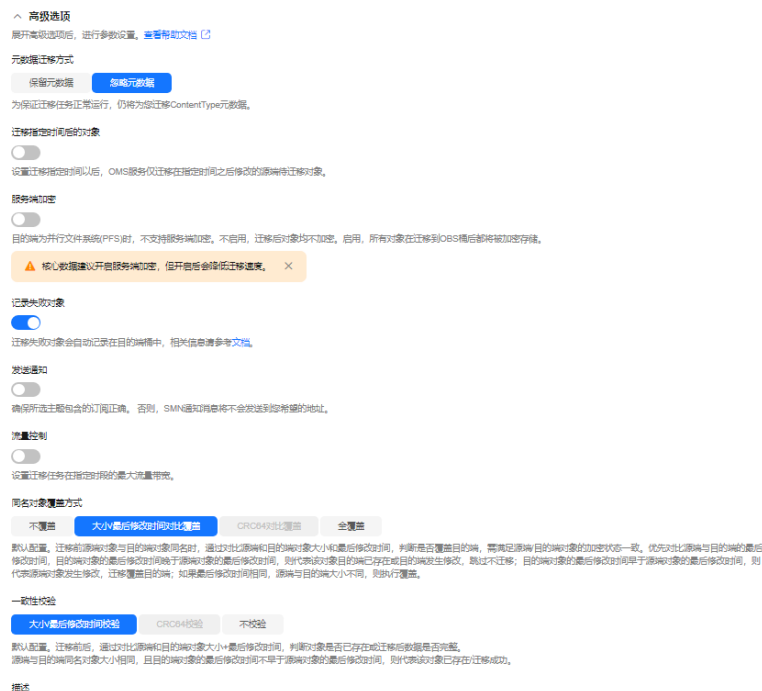 高级选项
展开高级选项后，进行参数设置。查看帮助文档
元数据迁移方式
保留元数据 忽略元数据
为保证迁移任务正常运行，仍将为您迁移ContentType元数据。
迁移指定时间后的对象
设置迁移指定时间以后，OMS服务仅迁移在指定时间之后修改的源端待迁移对象。
服务端加密
目的端为并行文件系统(PFS)时，不支持服务端加密。不启用，迁移后对象均不加密。启用，所有对象在迁移到OBS桶后都将被加密存储。
核心数据建议开启服务端加密，但开启后会降低迁移速度。
记录失败对象
迁移失败对象会自动记录在目的端桶中，相关信息请参考文档。
发送通知
确保所选主题包含的订阅正确。 否则，SMN通知消息将不会发送到您希望的地址。
流量控制
设置迁移任务在指定时段的最大流量带宽。
同名对象覆盖方式
不覆盖 大小/最后修改时间对比覆盖 CRC64对比覆盖 全覆盖
默认配置。迁移前源端对象与目的端对象同名时，通过对比源端和目的端对象大小和最后修改时间，判断是否覆盖目的端，需满足源端/目的端对象的加密状态一致。优先对比源端与目的端的最后
修改时间，目的端对象的最后修改时间晚于源端对象的最后修改时间，则代表该对象目的端已存在或目的端发生修改，跳过不迁移；目的端对象的最后修改时间早于源端对象的最后修改时间，则
代表源端对象发生修改，迁移覆盖目的端；如果最后修改时间相同，源端与目的端大小不同，则执行覆盖。
一致性校验
大小/最后修改时间校验 CRC64校验 不校验
默认配置。迁移前后，通过对比源端和目的端对象大小+最后修改时间，判断对象是否已存在或迁移后数据是否完整。
源端与目的端同名对象大小相同，且目的端对象的最后修改时间不早于源端对象的最后修改时间，则代表该对象已存在/迁移成功。
描述